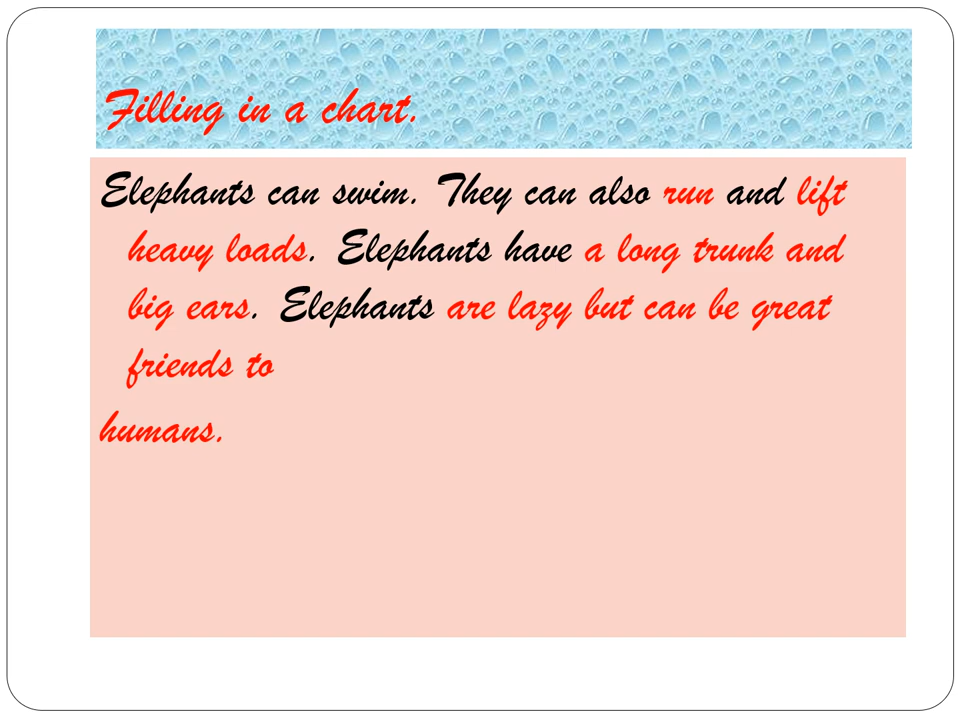 Filling in a chart.
Elephants can swim. They can also run and lift
heavy loads. Elephants have a long trunk and
big ears. Elephants are lazy but can be great
friends to
humans.